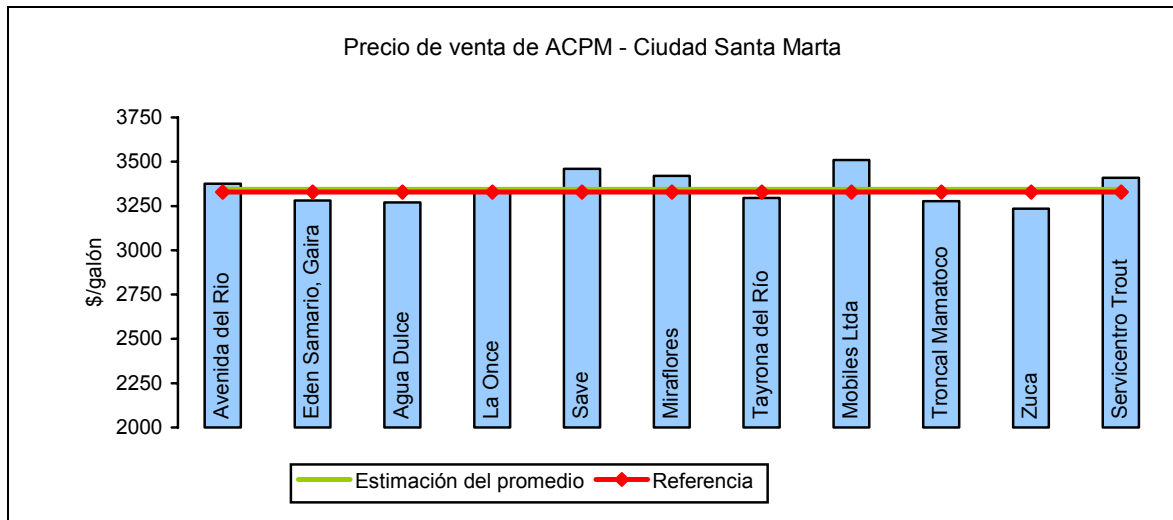 Precio de venta de ACPM - Ciudad Santa Marta
$/galón
3750
3500
3250
3000
2750
2500
2250
2000
Avenida del Rio
Eden Samario, Gaira
Agua Dulce
La Once
Save
Miraflores
Tayrona del Río
Mobiles Ltda
Troncal Mamatoco
Zuca
Servicentro Trout
Estimación del promedio
Referencia